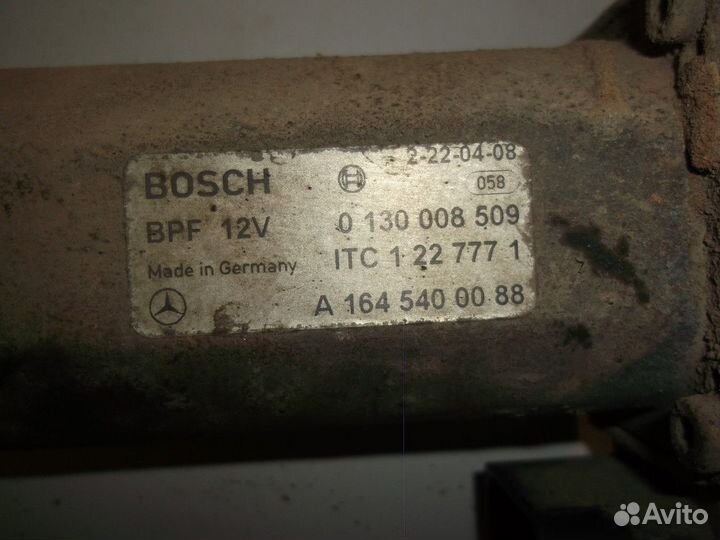 2-22-04-08
BOSCH
058
BPF 12V 0 130 008 509
ITC 1 22 777 1
Made in Germany
A 164 540 00 88
Avito